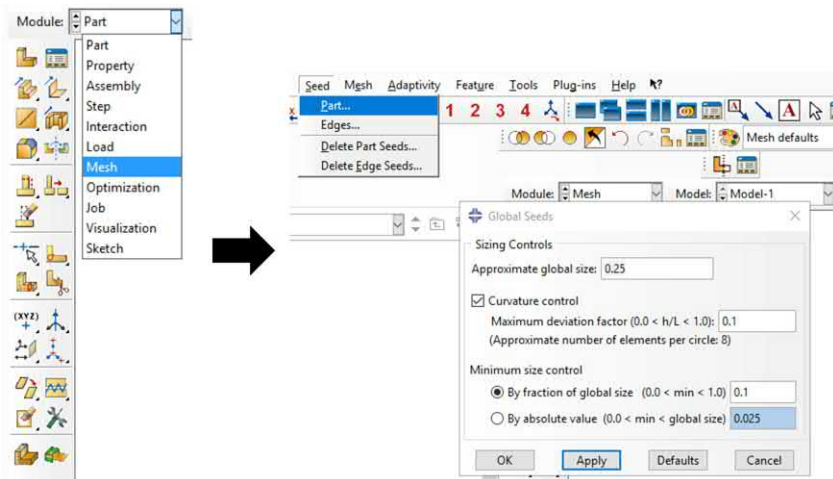 Module: Part
Part
Property
Assembly
Step
Interaction
Load
Mesh
Optimization
Job
Visualization
Sketch
(XYZ)
Seed Mesh Adaptivity Feature Tools Plug-ins Help
Part...
Edges...
Delete Part Seeds...
Delete Edge Seeds...
1 2 3 4 A A
Mesh defaults
Module: Mesh Model: Model-1
Global Seeds
Sizing Controls
Approximate global size: 0.25
Curvature control
Maximum deviation factor (0.0 < h/L < 1.0): 0.1
(Approximate number of elements per circle: 8)
Minimum size control
By fraction of global size (0.0 < min < 1.0) 0.1
By absolute value (0.0 < min < global size) 0.025
OK Apply Defaults Cancel